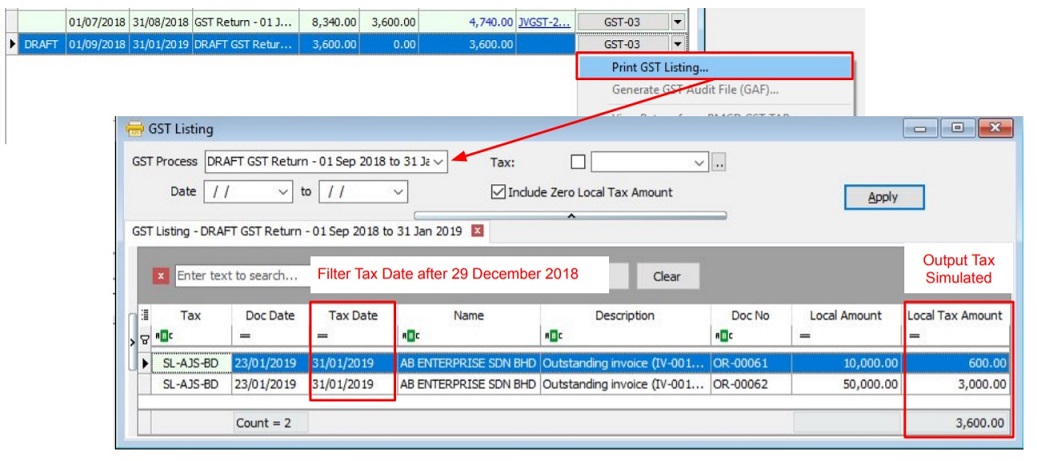 01/07/2018 31/08/2018 GST Return - 01 J... 8,340.00 3,600.00 4,740.00 JVGST-2... GST-03
DRAFT 01/09/2018 31/01/2019 DRAFT GST Retur... 3,600.00 0.00 3,600.00 GST-03
Print GST Listing...
Generate GST Audit File (GAF)...
GST Listing
GST Process DRAFT GST Return - 01 Sep 2018 to 31 Ja Tax: ..
Date / / to / / Include Zero Local Tax Amount Apply
GST Listing - DRAFT GST Return - 01 Sep 2018 to 31 Jan 2019
Enter text to search... Filter Tax Date after 29 December 2018 Clear
Output Tax
Simulated
Tax Doc Date Tax Date Name Description Doc No Local Amount Local Tax Amount
ABC = = ABC ABC ABC = =
SL-AJS-BD 23/01/2019 31/01/2019 AB ENTERPRISE SDN BHD Outstanding invoice (IV-001... OR-00061 10,000.00 600.00
SL-AJS-BD 23/01/2019 31/01/2019 AB ENTERPRISE SDN BHD Outstanding invoice (IV-001... OR-00062 50,000.00 3,000.00
Count = 2 3,600.00